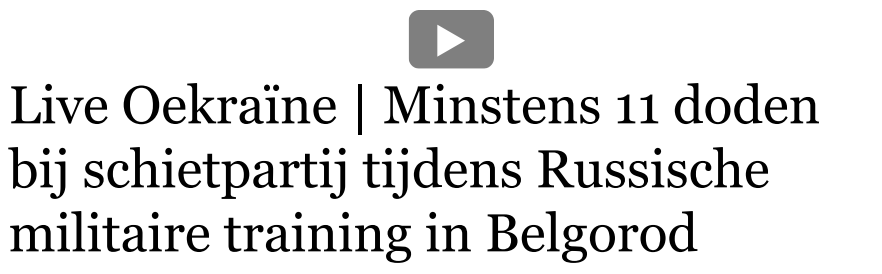 Live Oekraïne | Minstens 11 doden
bij schietpartij tijdens Russische
militaire training in Belgorod